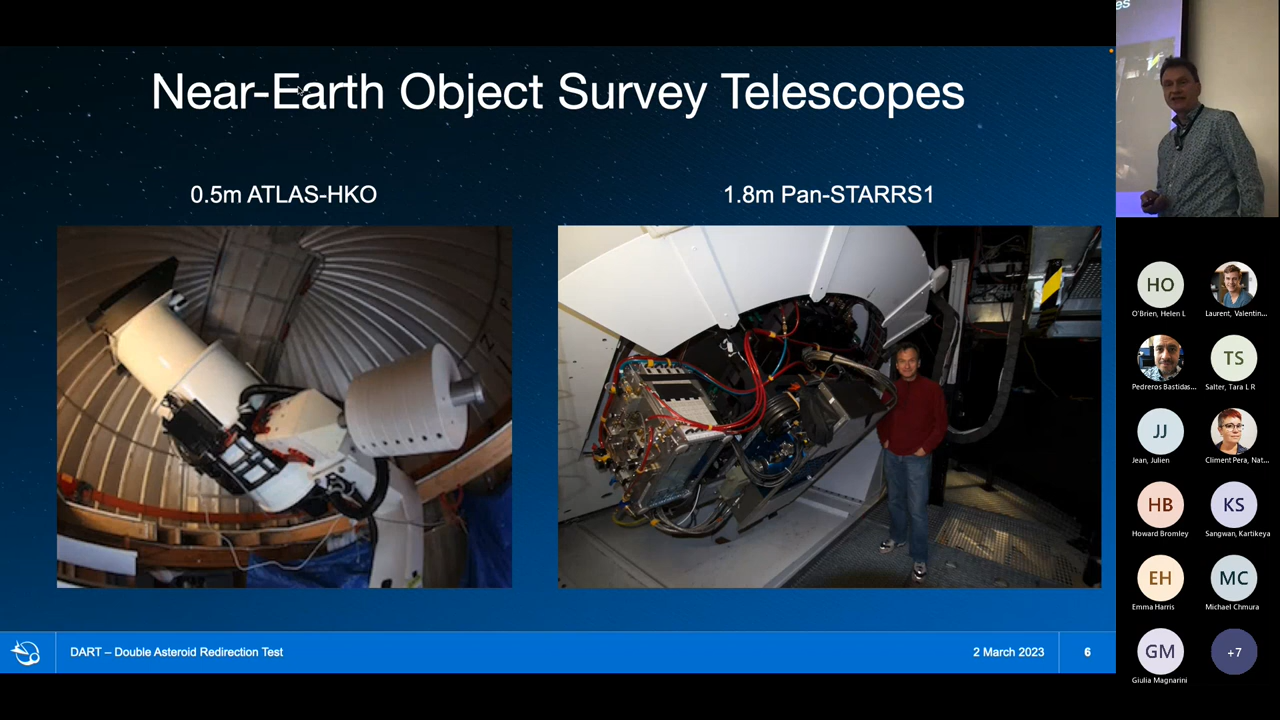 Near-Earth Object Survey Telescopes
0.5m ATLAS-HKO
1.8m Pan-STARRS1
DART – Double Asteroid Redirection Test
2 March 2023
6
es
HO
O'Brien, Helen L
Laurent, Valentin...
Pedreros Bastidas...
TS
Salter, Tara L R
JJ
Jean, Julien
Climent Pera, Nat...
HB
Howard Bromley
KS
Sangwan, Kartikeya
EH
Emma Harris
MC
Michael Chmura
GM
Giulia Magnarini
+7